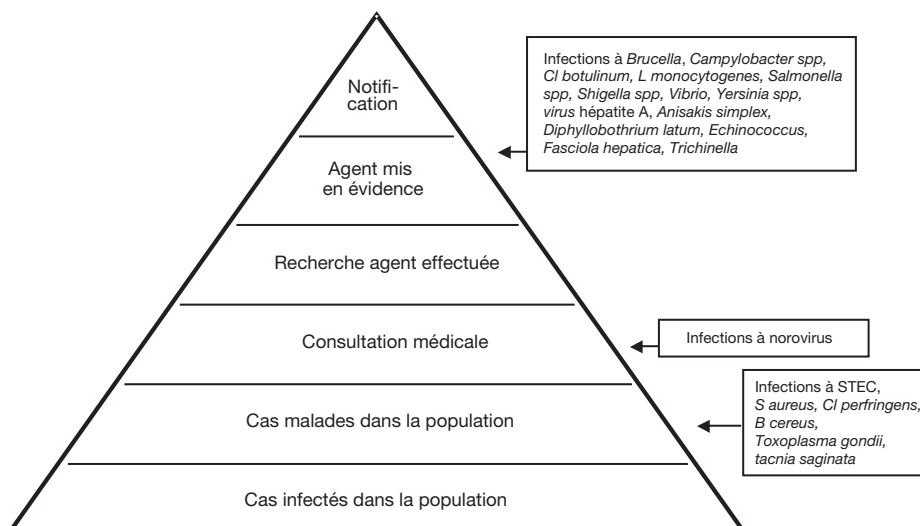 Notifi-
cation
Agent mis
en évidence
Recherche agent effectuée
Consultation médicale
Cas malades dans la population
Cas infectés dans la population
Infections à Brucella, Campylobacter spp,
Cl botulinum, L monocytogenes, Salmonella
spp, Shigella spp, Vibrio, Yersinia spp,
virus hépatite A, Anisakis simplex,
Diphyllobothrium latum, Echinococcus,
Fasciola hepatica, Trichinella
Infections à norovirus
Infections à STEC,
S aureus, Cl perfringens,
B cereus,
Toxoplasma gondii,
tacnia saginata